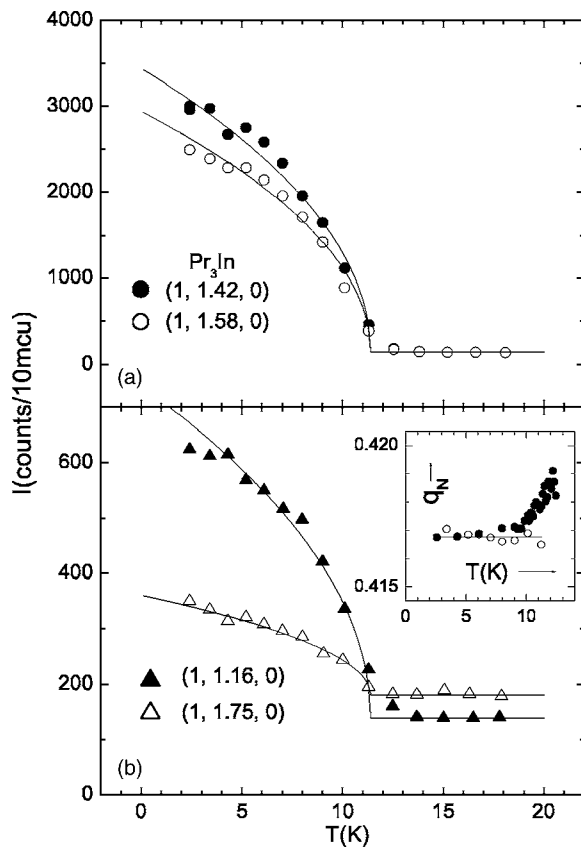 I(counts/10mcu)
4000
3000
2000
1000
0
Pr₃In
(1, 1.42, 0)
(1, 1.58, 0)
(a)
600
400
200
0
0.420
0.415
q_N
T(K)
0 5 10 15
(1, 1.16, 0)
(1, 1.75, 0)
(b)
0 5 10 15 20
T(K)